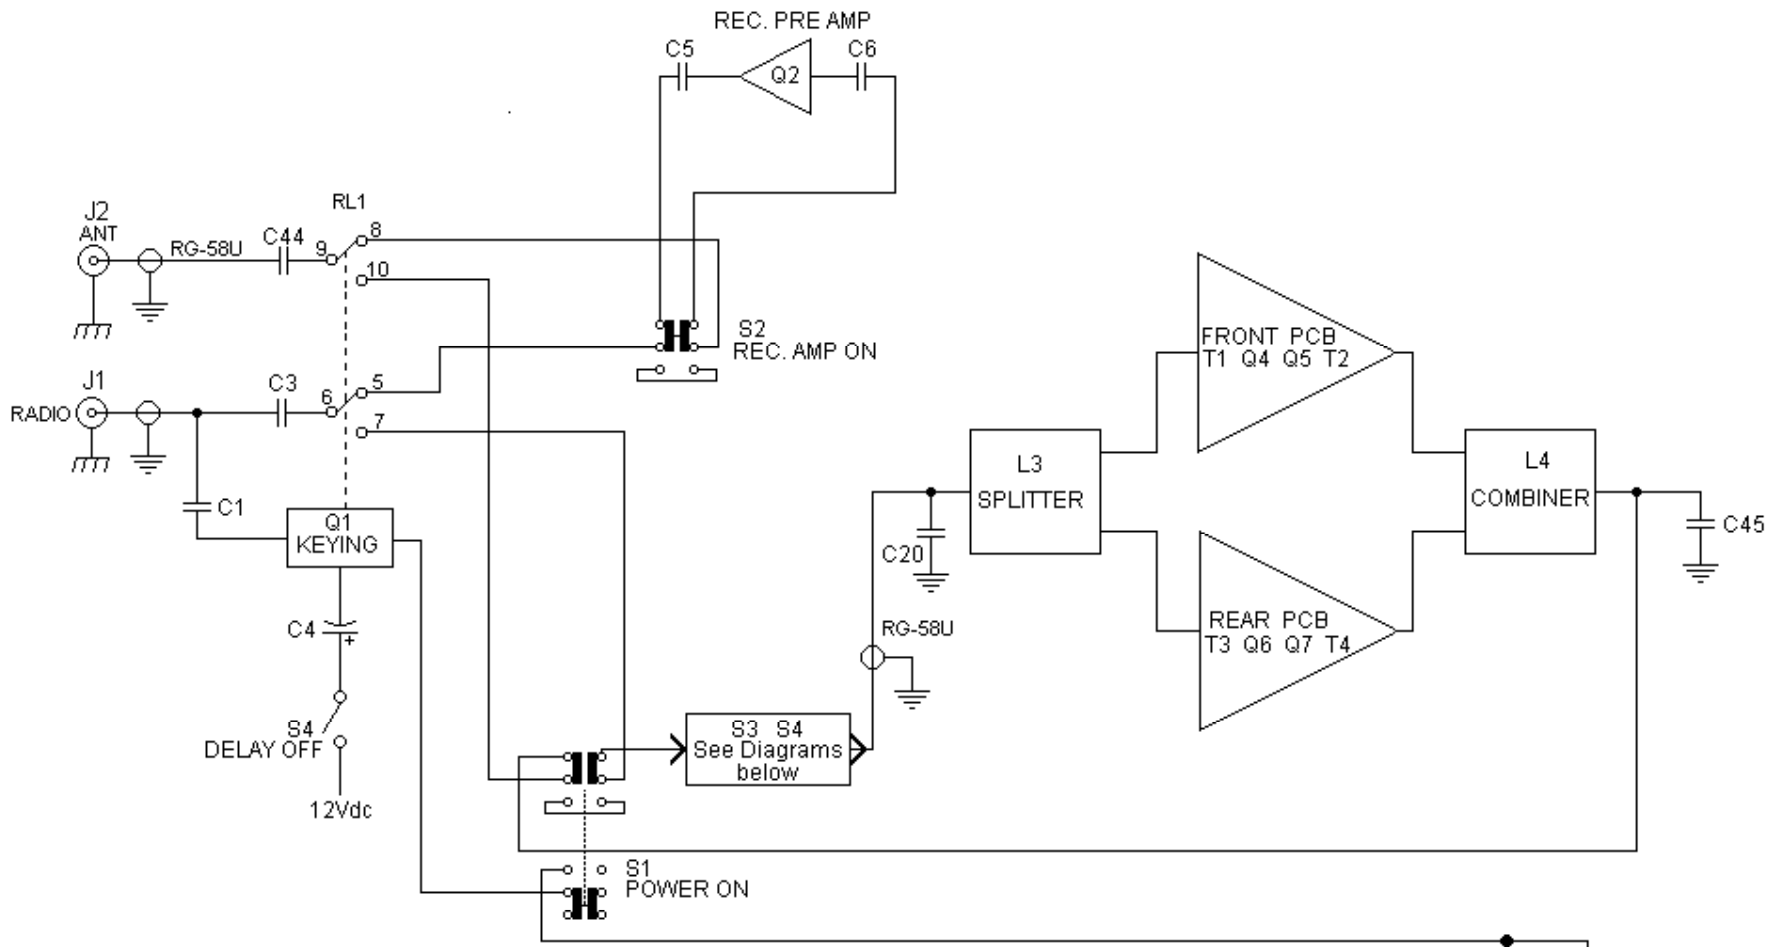 REC. PRE AMP
C5
C6
Q2
RL1
J2
ANT
RG-58U
C44
8
9
10
S2
REC. AMP ON
J1
RADIO
C3
5
6
7
C1
Q1
KEYING
C4
+
S4
DELAY OFF
12Vdc
FRONT PCB
T1 Q4 Q5 T2
L3
SPLITTER
L4
COMBINER
C20
C45
RG-58U
REAR PCB
T3 Q6 Q7 T4
S3 S4
See Diagrams
below
S1
POWER ON